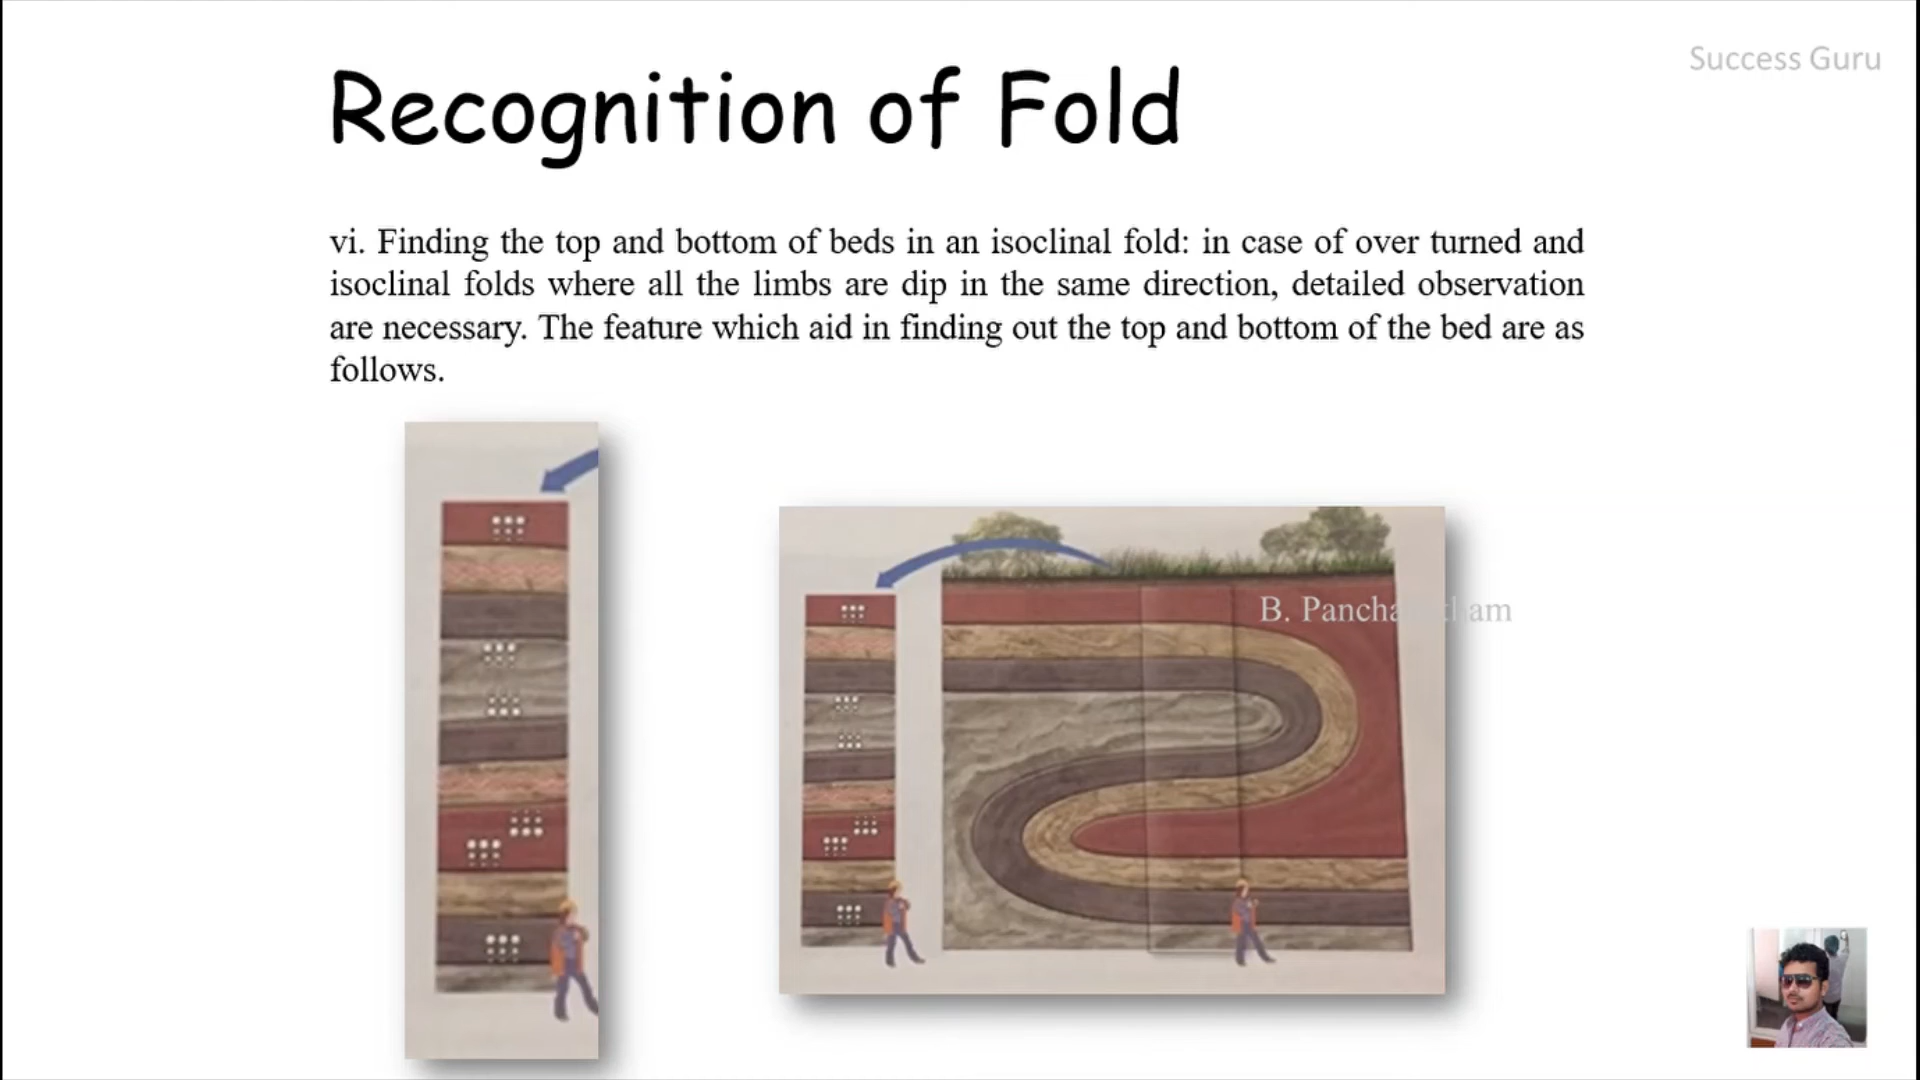 Success Guru
Recognition of Fold
vi. Finding the top and bottom of beds in an isoclinal fold: in case of over turned and
isoclinal folds where all the limbs are dip in the same direction, detailed observation
are necessary. The feature which aid in finding out the top and bottom of the bed are as
follows.
B.